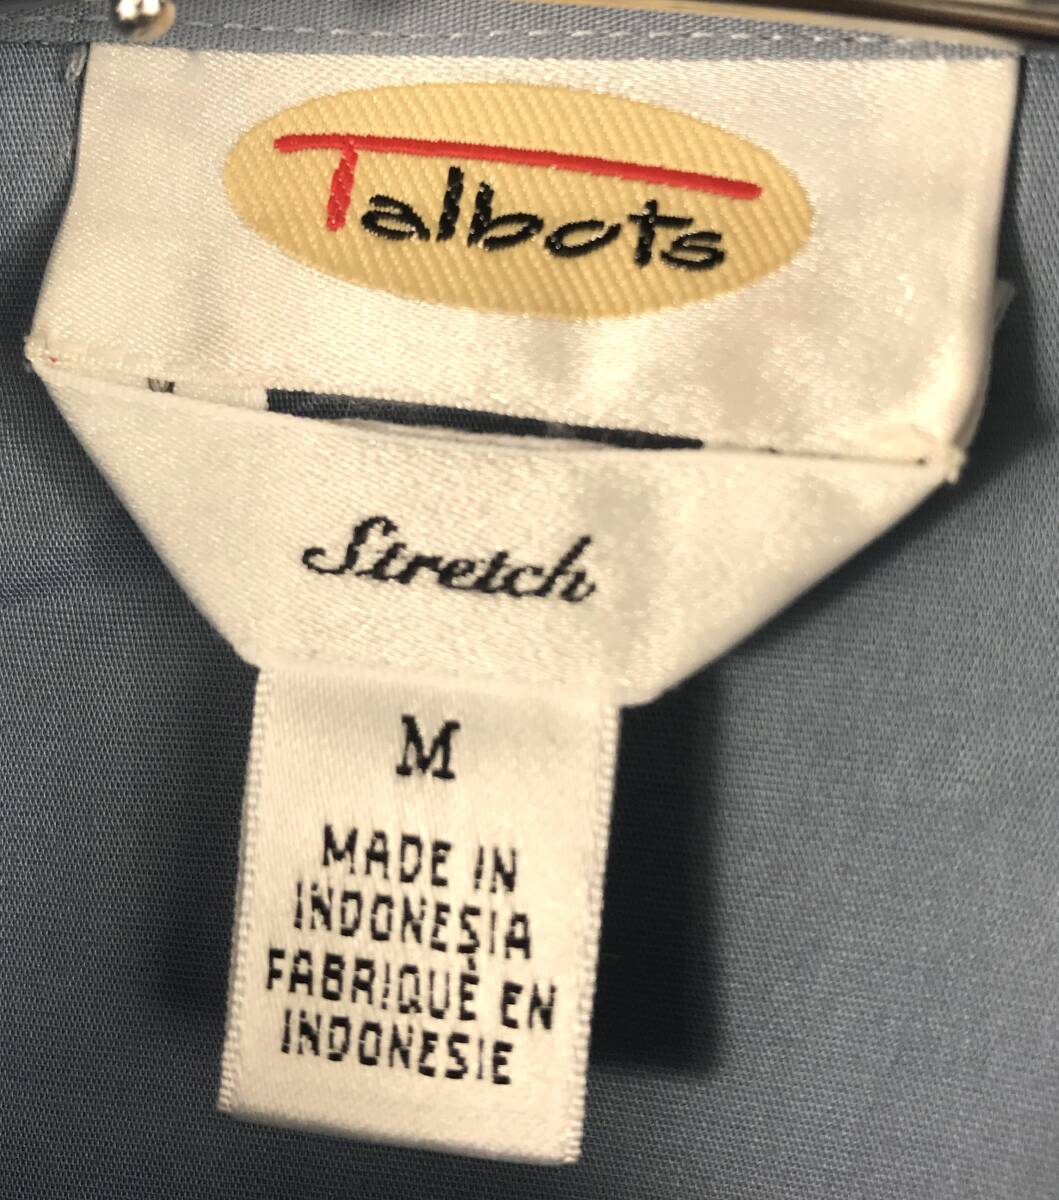 Talbots
Stretch
M
MADE IN
INDONESIA
FABRIQUÉ EN
INDONESIE